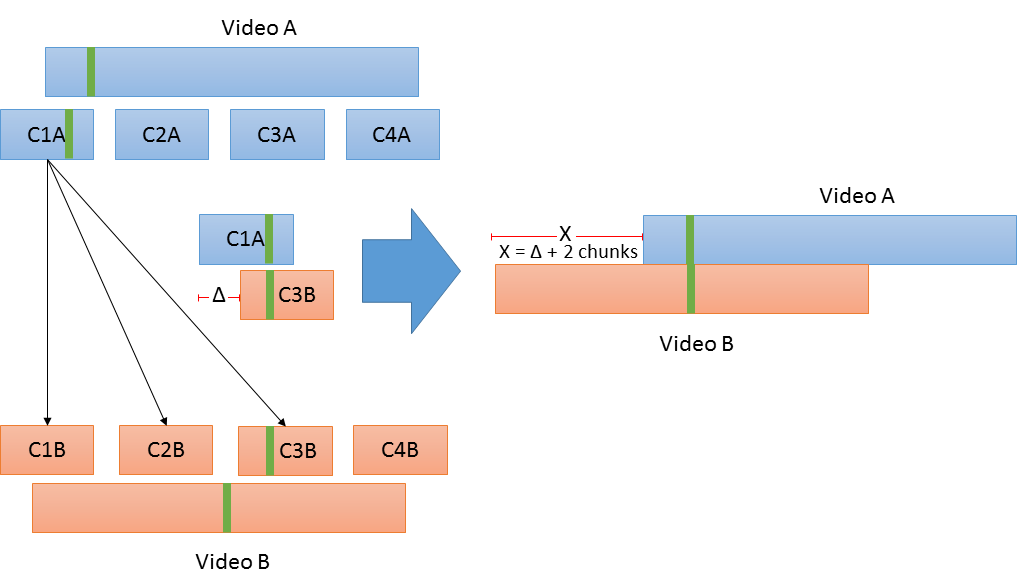 Video A
C1A
C2A
C3A
C4A
C1A
Δ
C3B
C1B
C2B
C3B
C4B
Video B
Video A
X
X = Δ + 2 chunks
Video B